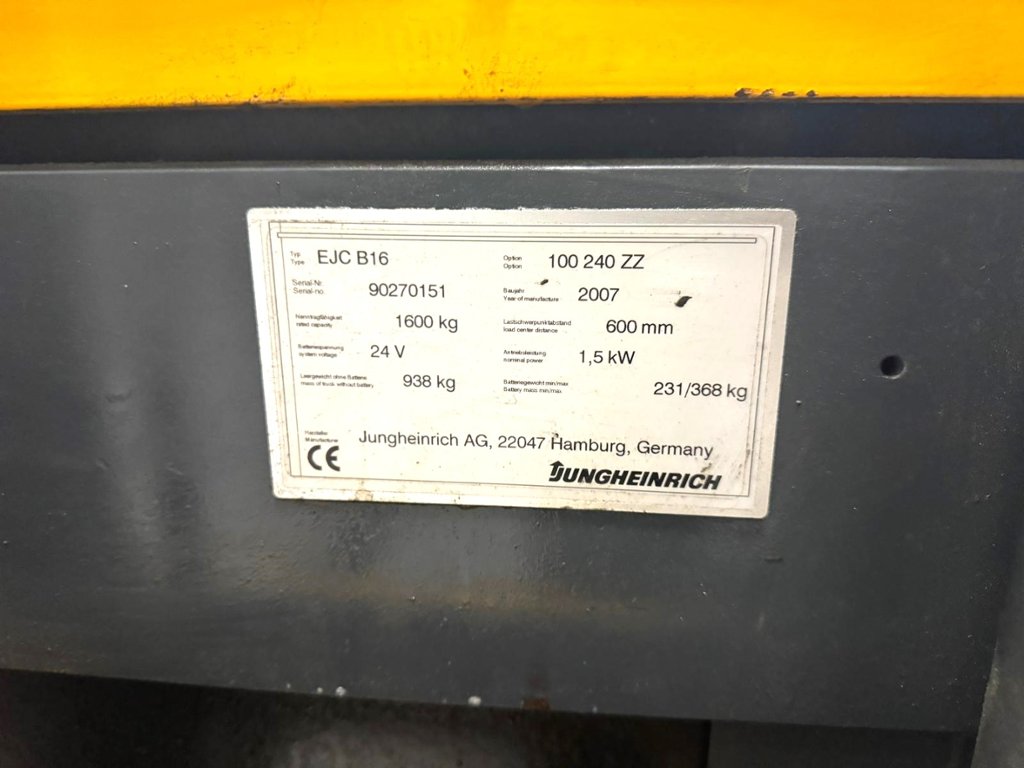 Typ
Type EJC B16 Option
Option 100 240 ZZ
Serial-Nr.
Serial-no. 90270151 Baujahr
Year of manufacture 2007
Nenntragfähigkeit
rated capacity 1600 kg Lastschwerpunktabstand
load center distance 600 mm
Batteriespannung
system voltage 24 V Antriebsleistung
nominal power 1,5 kW
Leergewicht ohne Batterie
mass of truck without battery 938 kg Batteriegewicht min/max
Battery mass min/max 231/368 kg
Hersteller
Manufacturer Jungheinrich AG, 22047 Hamburg, Germany
CE JUNGHEINRICH